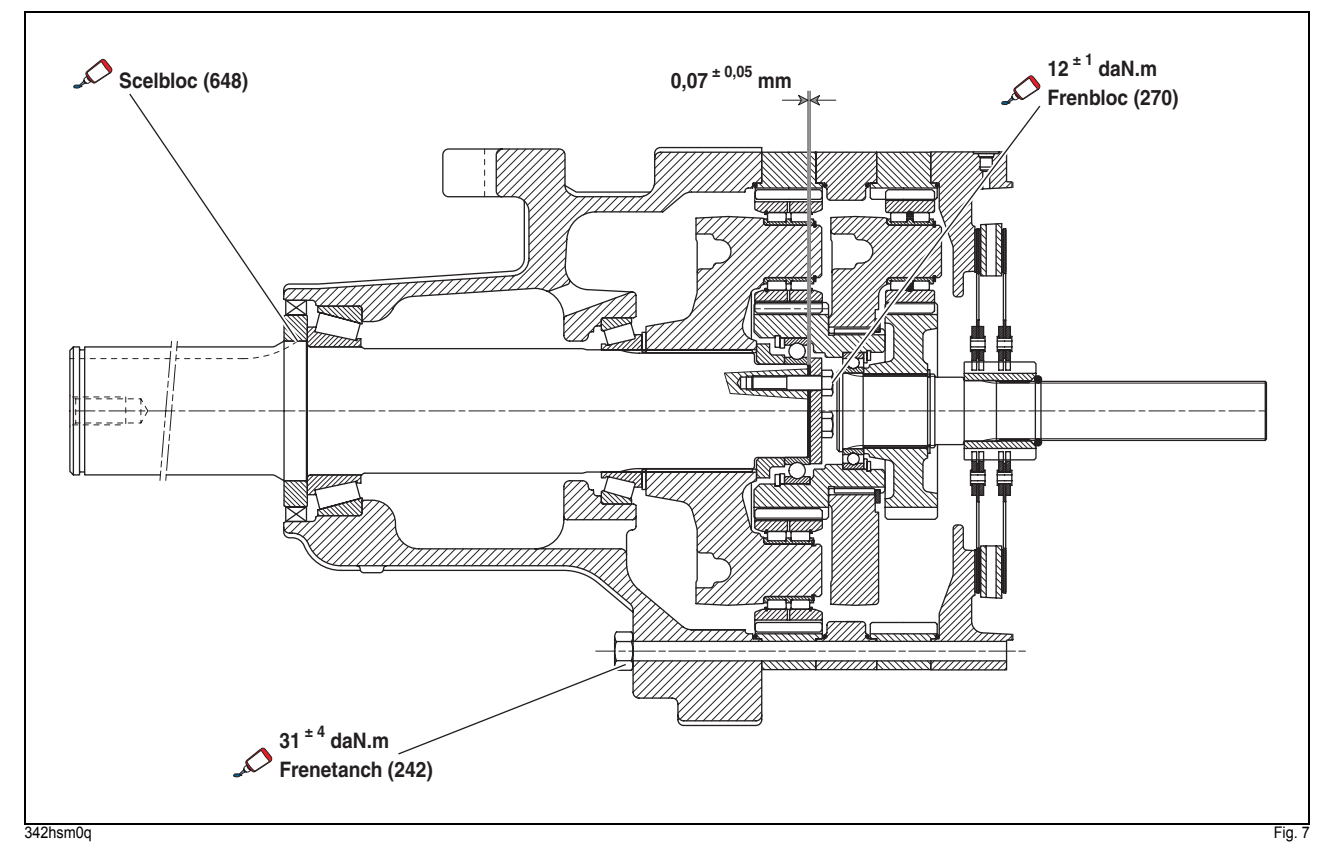 Scelbloc (648)
0,07 ± 0,05 mm
12 ± 1 daN.m
Frenbloc (270)
31 ± 4 daN.m
Frenetanch (242)
342hsm0q
Fig. 7